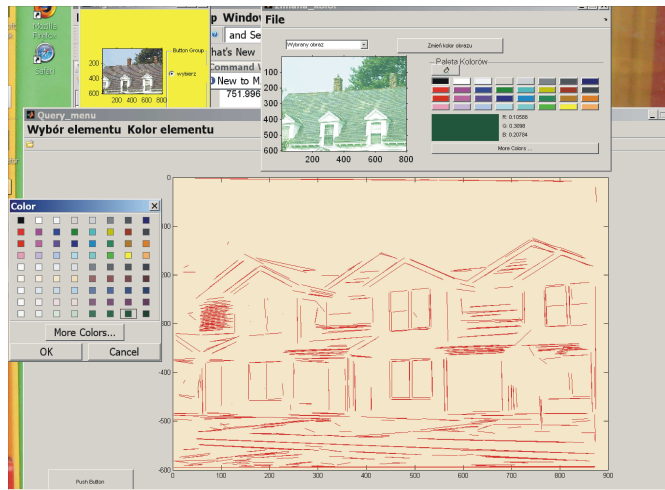 Mozilla
Firefox
Safari
p Window
and Se
hat's New
Command W
New to M
751.996
Button Group
wybierz
600
400
200
200 400 600 800
File
Wybrany obraz
Zmień kolor obrazu
Paleta Kolorów
100
200
300
400
500
600
200 400 600 800
R: 0.10588
G: 0.3098
B: 0.20784
More Colors ...
Query_menu
Wybór elementu Kolor elementu
Color
More Colors...
OK Cancel
0
-100
-200
-300
-400
-500
-600
0 100 200 300 400 500 600 700 800 900
Push Button